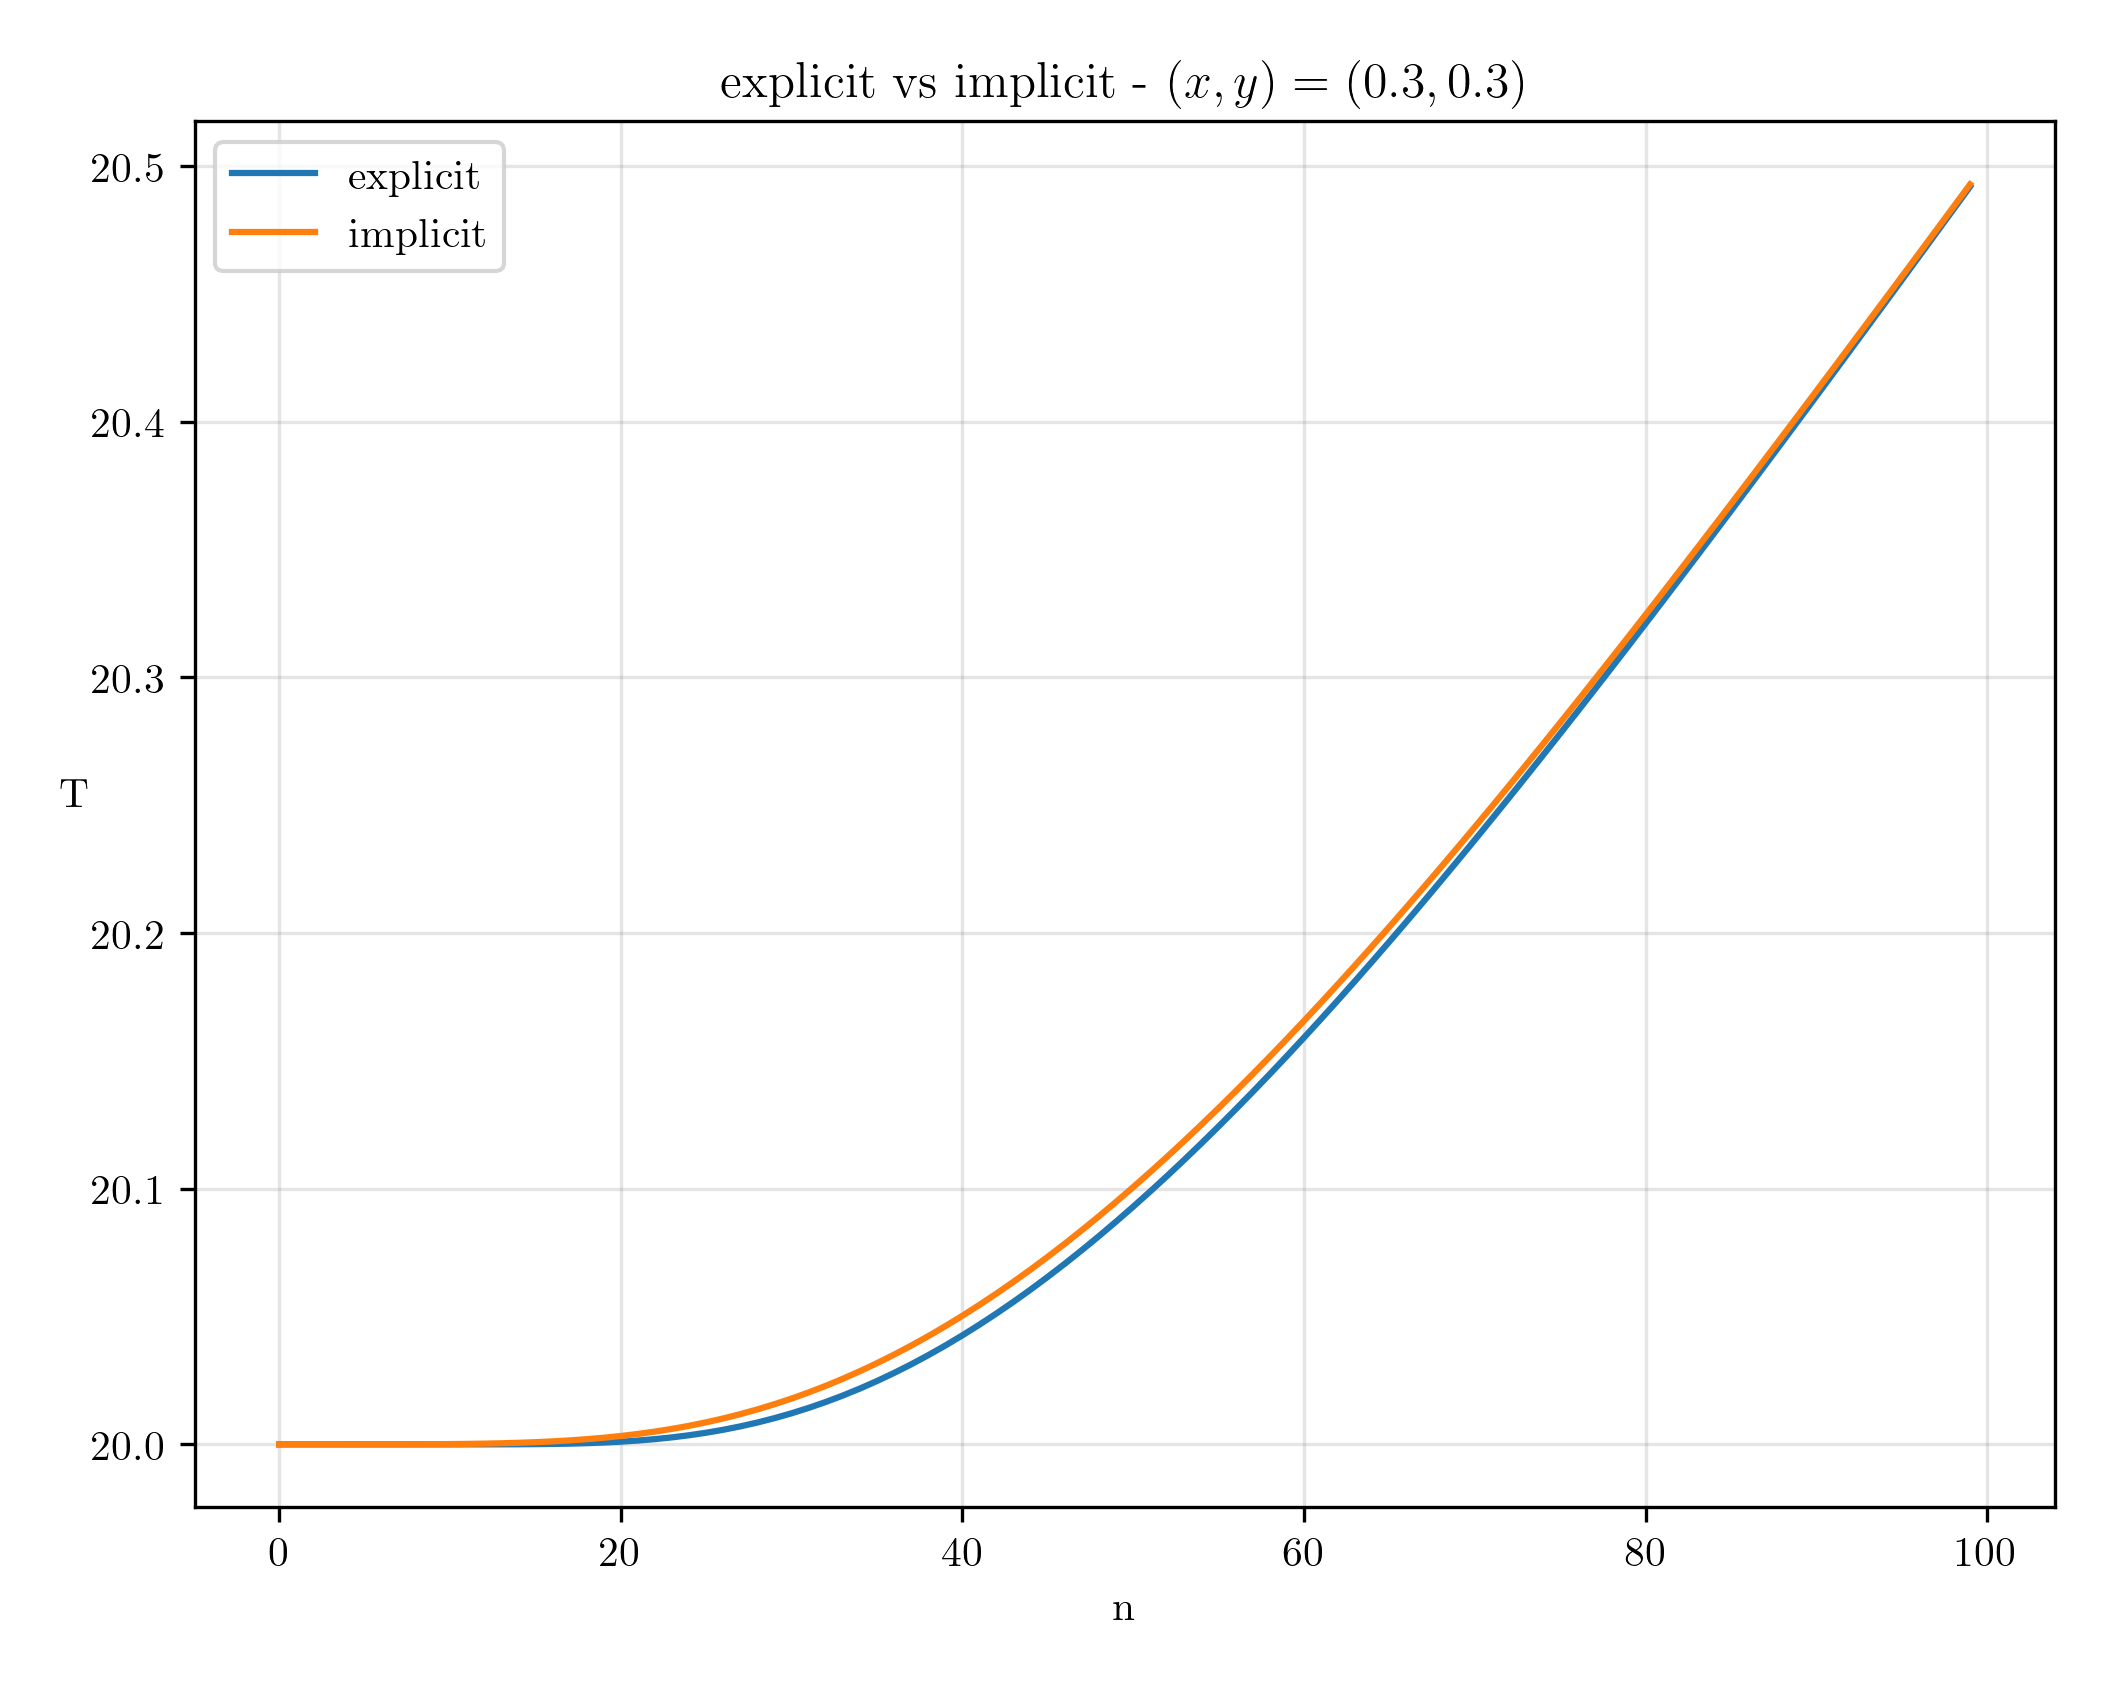 explicit vs implicit - (x, y) = (0.3, 0.3)
explicit
implicit
20.5
20.4
20.3
20.2
20.1
20.0
T
0 20 40 60 80 100
n